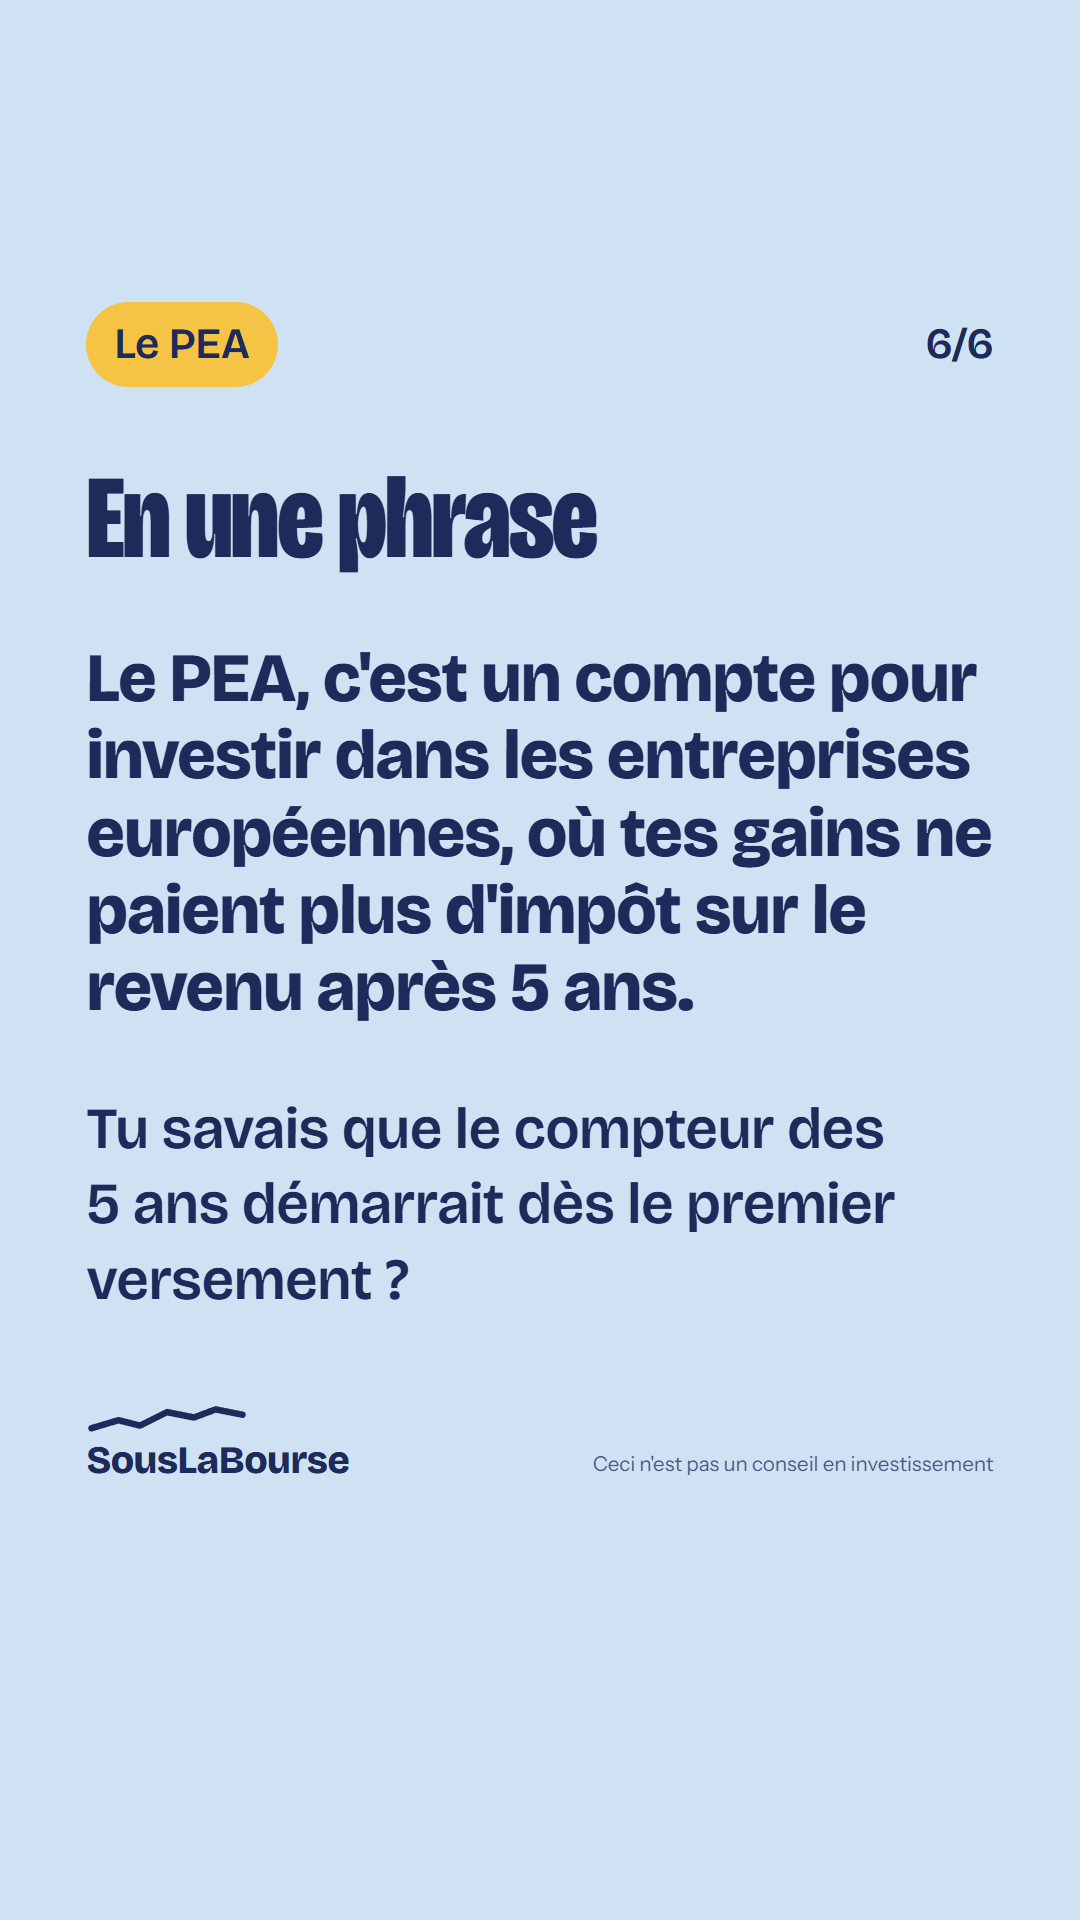 Le PEA
6/6
En une phrase
Le PEA, c'est un compte pour
investir dans les entreprises
européennes, où tes gains ne
paient plus d'impôt sur le
revenu après 5 ans.
Tu savais que le compteur des
5 ans démarrait dès le premier
versement ?
SousLaBourse
Ceci n'est pas un conseil en investissement